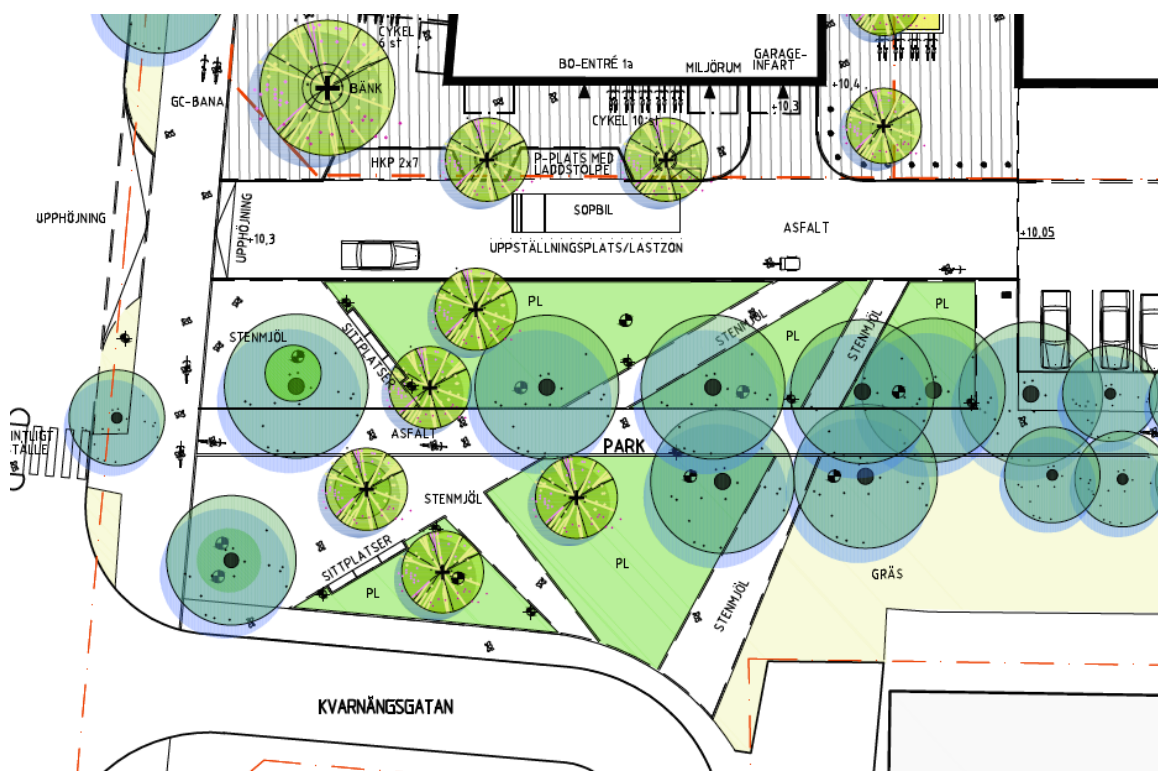 CYKEL
6 st
BO-ENTRÉ 1a
MILJÖRUM
GARAGE-
INFART
BÄNK
+10,4
GC-BANA
+10,3
CYKEL 10 st
HKP 2x7
P-PLATS MED
LADDSTOLPE
UPPHÖJNING
UPPHÖJNING
+10,3
SOPBIL
ASFALT
+10,05
UPPSTÄLLNINGSPLATS/LASTZON
PL
PL
STENMJÖL
SITTPLATSER
STENMJÖL
PL
STENMJÖL
ASFALT
PARK
STENMJÖL
SITTPLATSER
PL
PL
STENMJÖL
GRÄS
KVARNÄNGSGATAN